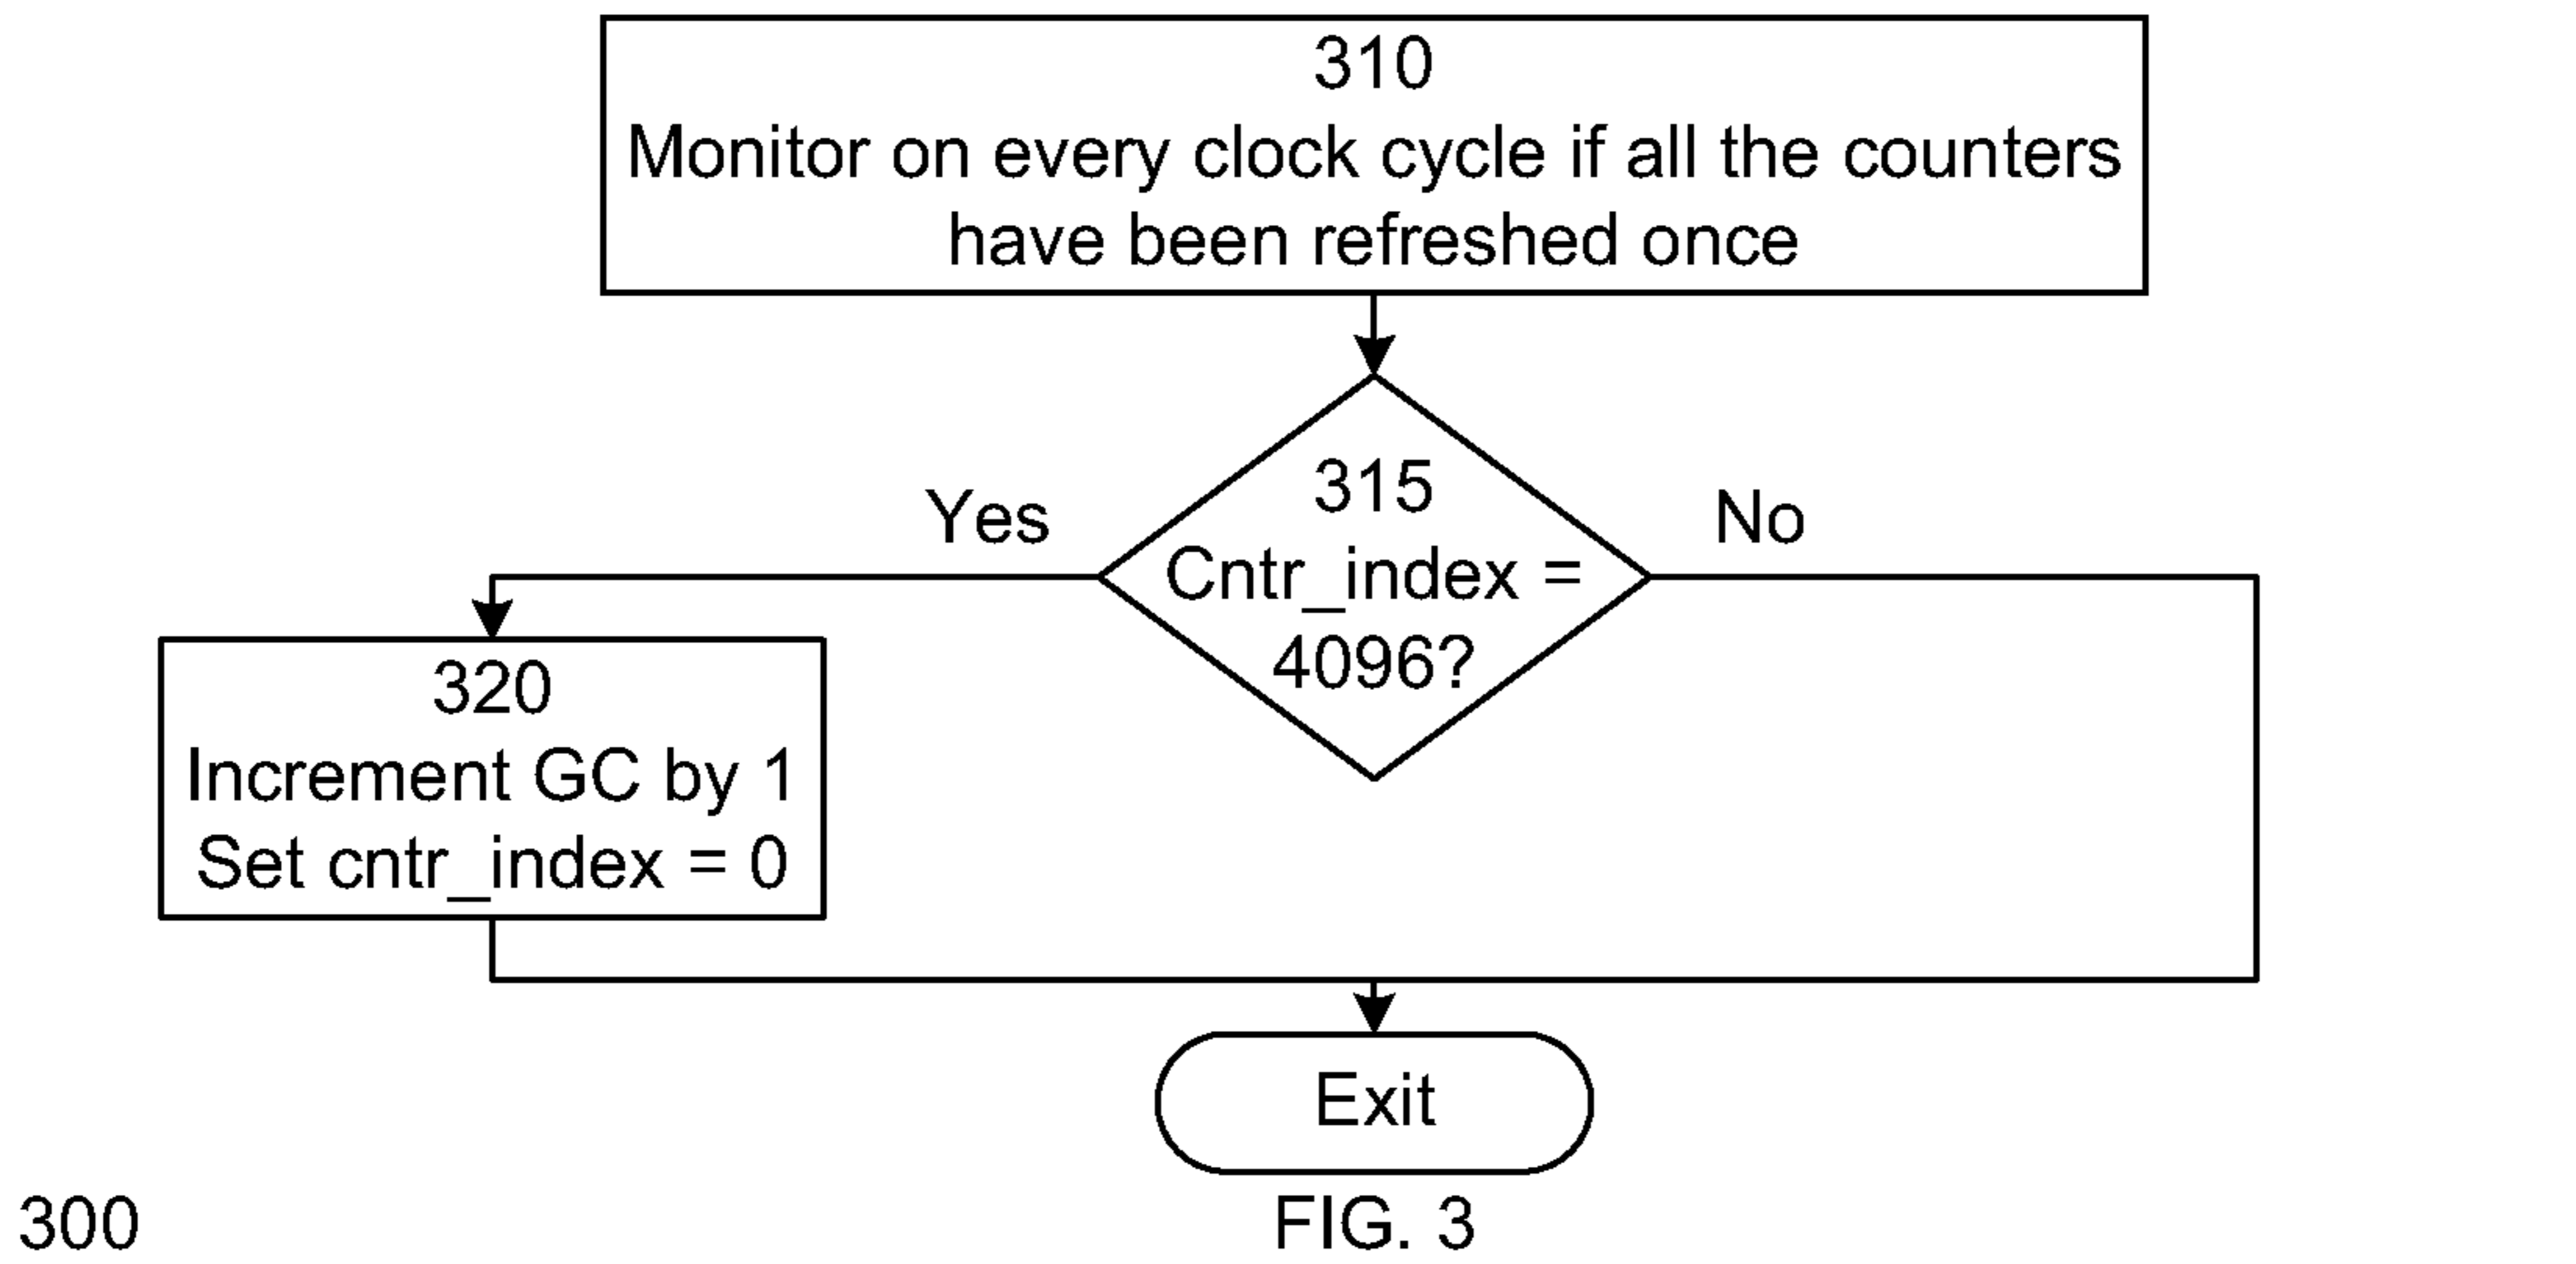 310
Monitor on every clock cycle if all the counters
have been refreshed once
315
Cntr_index =
4096?
Yes
No
320
Increment GC by 1
Set cntr_index = 0
Exit
300
FIG. 3